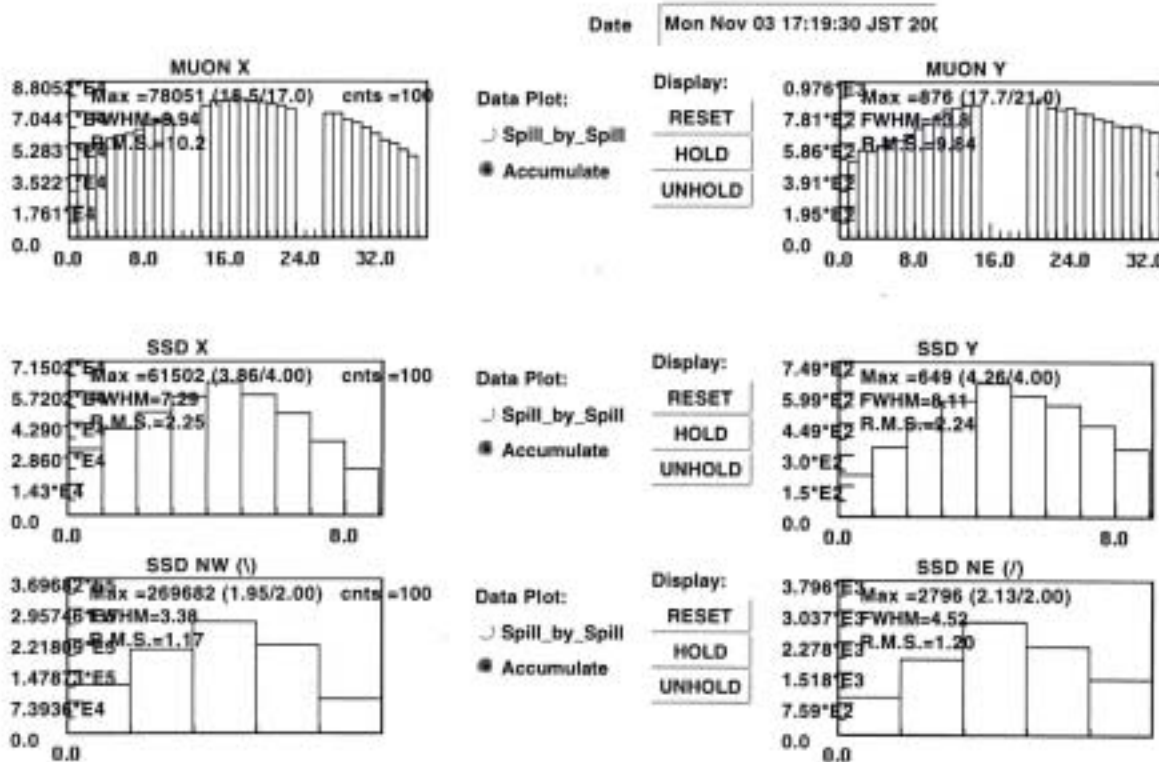 Date Mon Nov 03 17:19:30 JST 200
MUON X
8.8052*E4
Max =78051 (16.5/17.0) cnts =100
7.044
R.M.S.=10.2
5.283
3.522
1.761*E4
0.0
0.0 8.0 16.0 24.0 32.0
Data Plot:
Spill_by_Spill
Accumulate
Display:
RESET
HOLD
UNHOLD
MUON Y
0.976*E3
Max =876 (17.7/21.0)
7.81*E2
FWHM=
5.86*E2
R.M.S.=9.84
3.91*E2
1.95*E2
0.0
0.0 8.0 16.0 24.0 32.0
SSD X
7.1502*E4
Max =61502 (3.86/4.00) cnts =100
5.7202*E4
FWHM=7.29
4.290
R.M.S.=2.25
2.860
1.43*E4
0.0
0.0 8.0
Data Plot:
Spill_by_Spill
Accumulate
Display:
RESET
HOLD
UNHOLD
SSD Y
7.49*E2
Max =649 (4.26/4.00)
5.99*E2
FWHM=8.11
4.49*E2
R.M.S.=2.24
3.0*E2
1.5*E2
0.0
0.0 8.0
SSD NW (\)
3.69682*E5
Max =269682 (1.95/2.00) cnts =100
FWHM=3.38
R.M.S.=1.17
2.21809*E5
1.47873*E5
7.3936*E4
0.0
0.0
Data Plot:
Spill_by_Spill
Accumulate
Display:
RESET
HOLD
UNHOLD
SSD NE (/)
3.796*E3
Max =2796 (2.13/2.00)
3.037*E3
FWHM=4.52
2.278*E3
R.M.S.=1.20
1.518*E3
7.59*E2
0.0
0.0